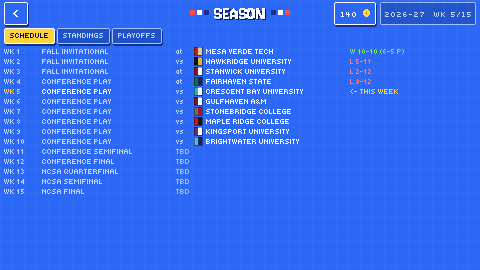 SEASON
140
2026-27 WK 5/15
SCHEDULE STANDINGS PLAYOFFS
WK 1 FALL INVITATIONAL at MESA VERDE TECH W 10-10 (6-5 P)
WK 2 FALL INVITATIONAL vs HAWKRIDGE UNIVERSITY L 5-11
WK 3 FALL INVITATIONAL at STANWICK UNIVERSITY L 2-12
WK 4 CONFERENCE PLAY at FAIRHAVEN STATE L 9-12
WK 5 CONFERENCE PLAY vs CRESCENT BAY UNIVERSITY <- THIS WEEK
WK 6 CONFERENCE PLAY vs GULFHAVEN A&M
WK 7 CONFERENCE PLAY at STONEBRIDGE COLLEGE
WK 8 CONFERENCE PLAY vs MAPLE RIDGE COLLEGE
WK 9 CONFERENCE PLAY vs KINGSPORT UNIVERSITY
WK 10 CONFERENCE PLAY vs BRIGHTWATER UNIVERSITY
WK 11 CONFERENCE SEMIFINAL TBD
WK 12 CONFERENCE FINAL TBD
WK 13 NCSA QUARTERFINAL TBD
WK 14 NCSA SEMIFINAL TBD
WK 15 NCSA FINAL TBD